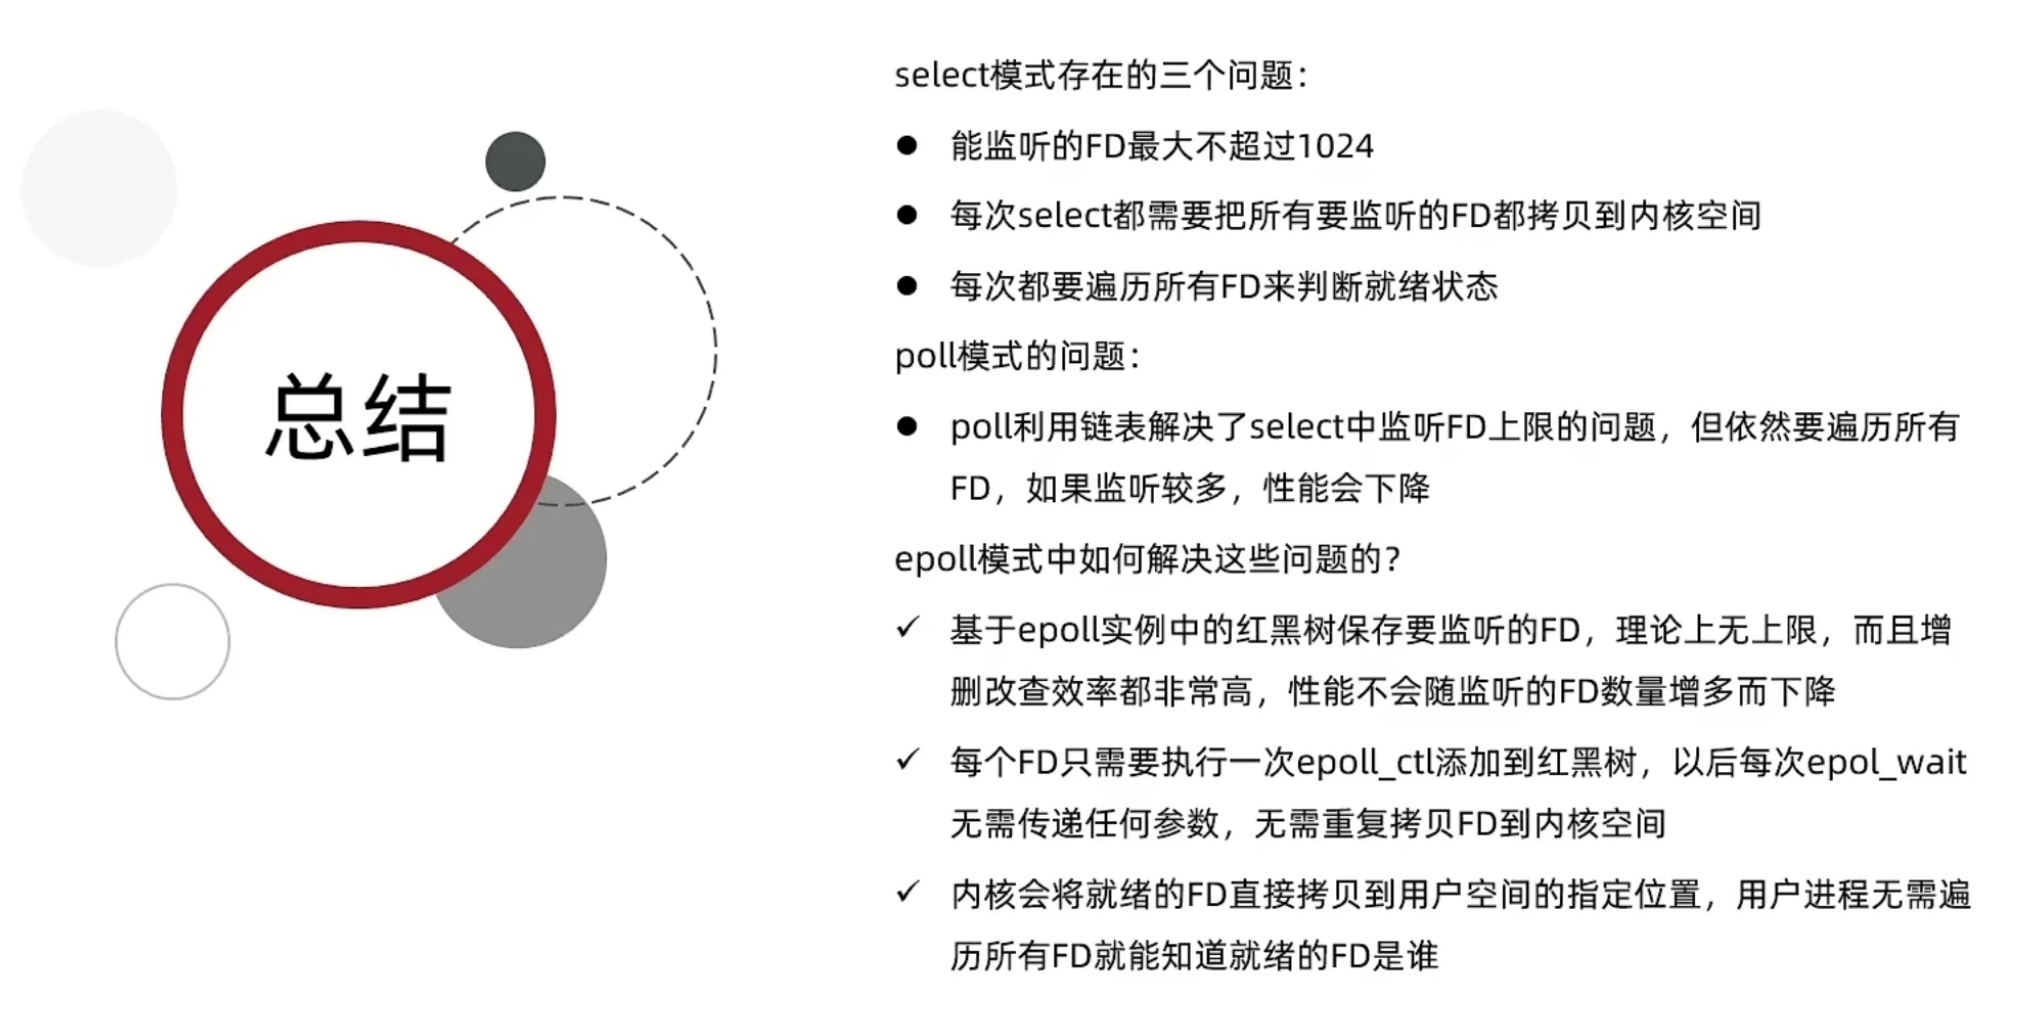 总结
select模式存在的三个问题：
● 能监听的FD最大不超过1024
● 每次select都需要把所有要监听的FD都拷贝到内核空间
● 每次都要遍历所有FD来判断就绪状态
poll模式的问题：
● poll利用链表解决了select中监听FD上限的问题，但依然要遍历所有
FD，如果监听较多，性能会下降
epoll模式中如何解决这些问题的？
✓ 基于epoll实例中的红黑树保存要监听的FD，理论上无上限，而且增
删改查效率都非常高，性能不会随监听的FD数量增多而下降
✓ 每个FD只需要执行一次epoll_ctl添加到红黑树，以后每次epol_wait
无需传递任何参数，无需重复拷贝FD到内核空间
✓ 内核会将就绪的FD直接拷贝到用户空间的指定位置，用户进程无需遍
历所有FD就能知道就绪的FD是谁